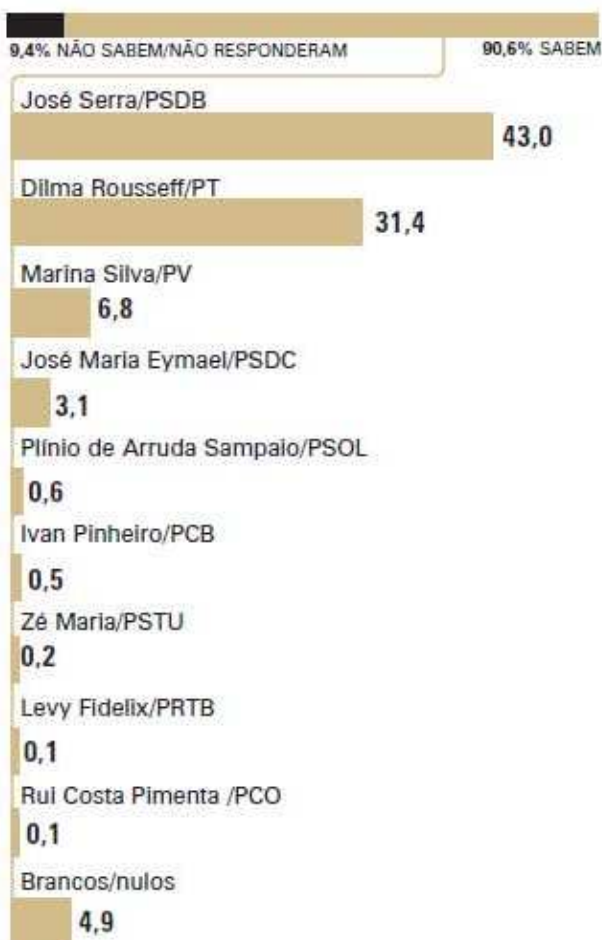 9,4% NÃO SABEM/NÃO RESPONDERAM 90,6% SABEM
José Serra/PSDB
43,0
Dilma Rousseff/PT
31,4
Marina Silva/PV
6,8
José Maria Eymael/PSDC
3,1
Plínio de Arruda Sampaio/PSOL
0,6
Ivan Pinheiro/PCB
0,5
Zé Maria/PSTU
0,2
Levy Fidelix/PRTB
0,1
Rui Costa Pimenta /PCO
0,1
Brancos/nulos
4,9